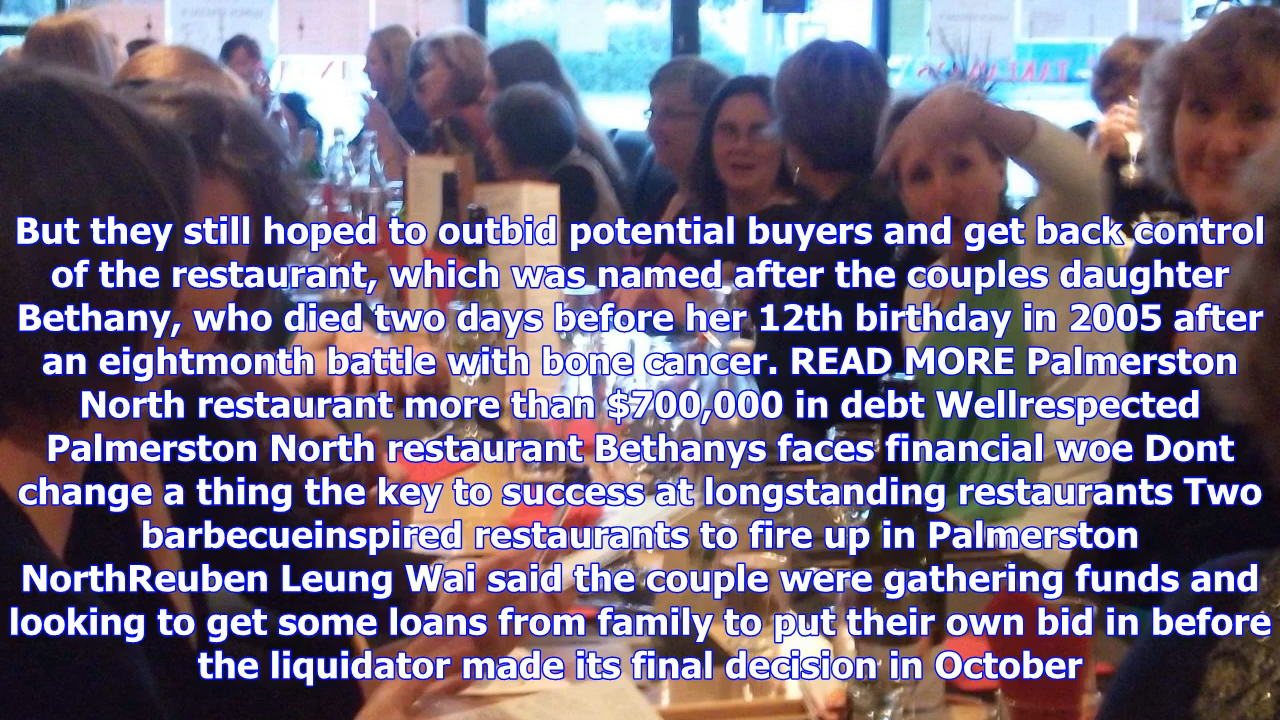 But they still hoped to outbid potential buyers and get back control
of the restaurant, which was named after the couples daughter
Bethany, who died two days before her 12th birthday in 2005 after
an eightmonth battle with bone cancer. READ MORE Palmerston
North restaurant more than $700,000 in debt Wellrespected
Palmerston North restaurant Bethanys faces financial woe Dont
change a thing the key to success at longstanding restaurants Two
barbecueinspired restaurants to fire up in Palmerston
NorthReuben Leung Wai said the couple were gathering funds and
looking to get some loans from family to put their own bid in before
the liquidator made its final decision in October